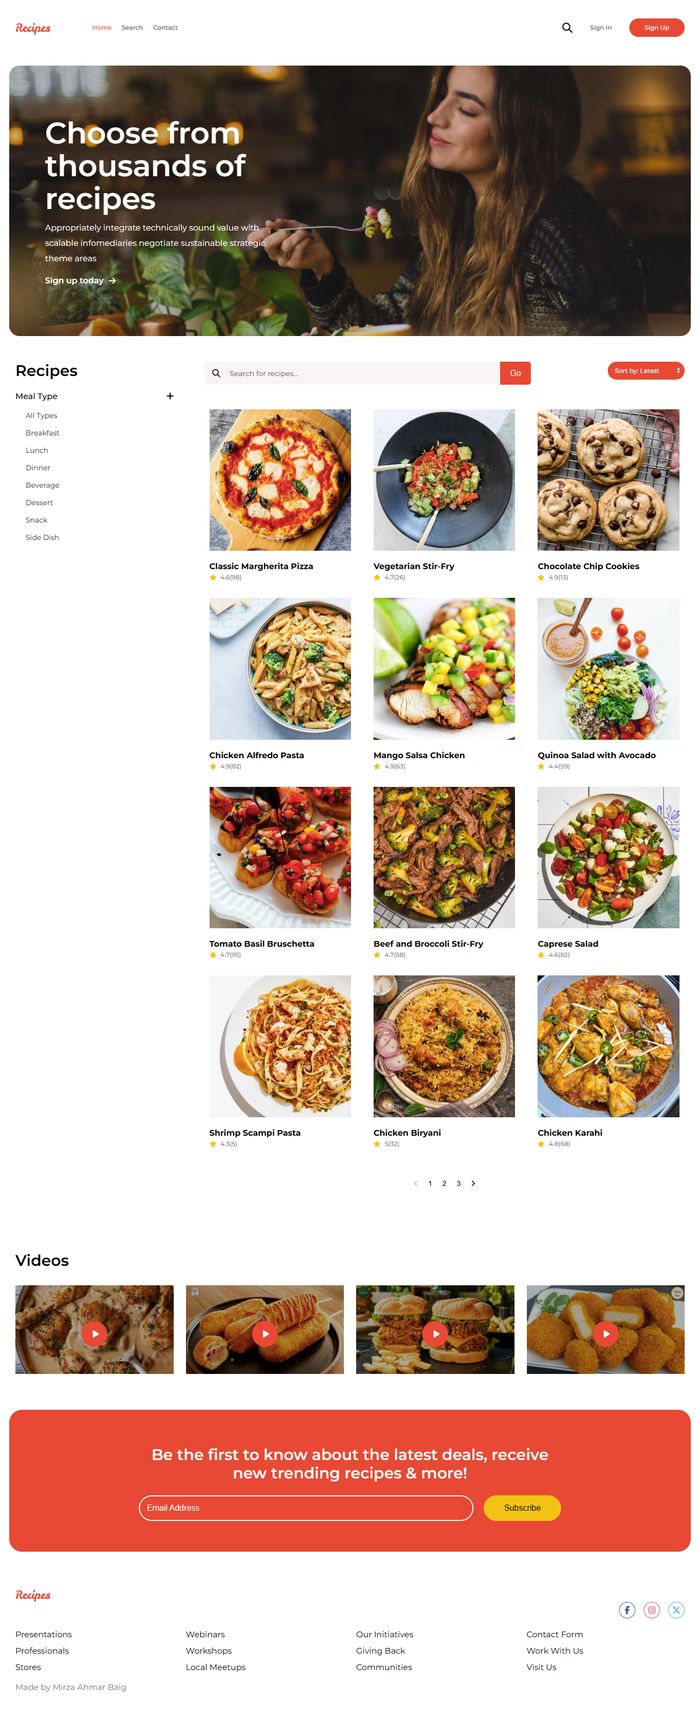 Recipes
Home Search Contact
Sign In
Sign Up
Choose from
thousands of
recipes
Appropriately integrate technically sound value with
scalable infomediaries negotiate sustainable strategic
theme areas
Sign up today →
Recipes
Search for recipes...
Go
Sort by: Latest
Meal Type +
All Types
Breakfast
Lunch
Dinner
Beverage
Dessert
Snack
Side Dish
Classic Margherita Pizza
4.6(98)
Vegetarian Stir-Fry
4.7(26)
Chocolate Chip Cookies
4.9(13)
Chicken Alfredo Pasta
4.9(82)
Mango Salsa Chicken
4.9(63)
Quinoa Salad with Avocado
4.4(59)
Tomato Basil Bruschetta
4.7(95)
Beef and Broccoli Stir-Fry
4.7(58)
Caprese Salad
4.6(82)
Shrimp Scampi Pasta
4.3(5)
Chicken Biryani
5(32)
Chicken Karahi
4.8(68)
< 1 2 3 >
Videos
Be the first to know about the latest deals, receive
new trending recipes & more!
Email Address
Subscribe
Recipes
Presentations
Professionals
Stores
Webinars
Workshops
Local Meetups
Our Initiatives
Giving Back
Communities
Contact Form
Work With Us
Visit Us
Made by Mirza Ahmar Baig